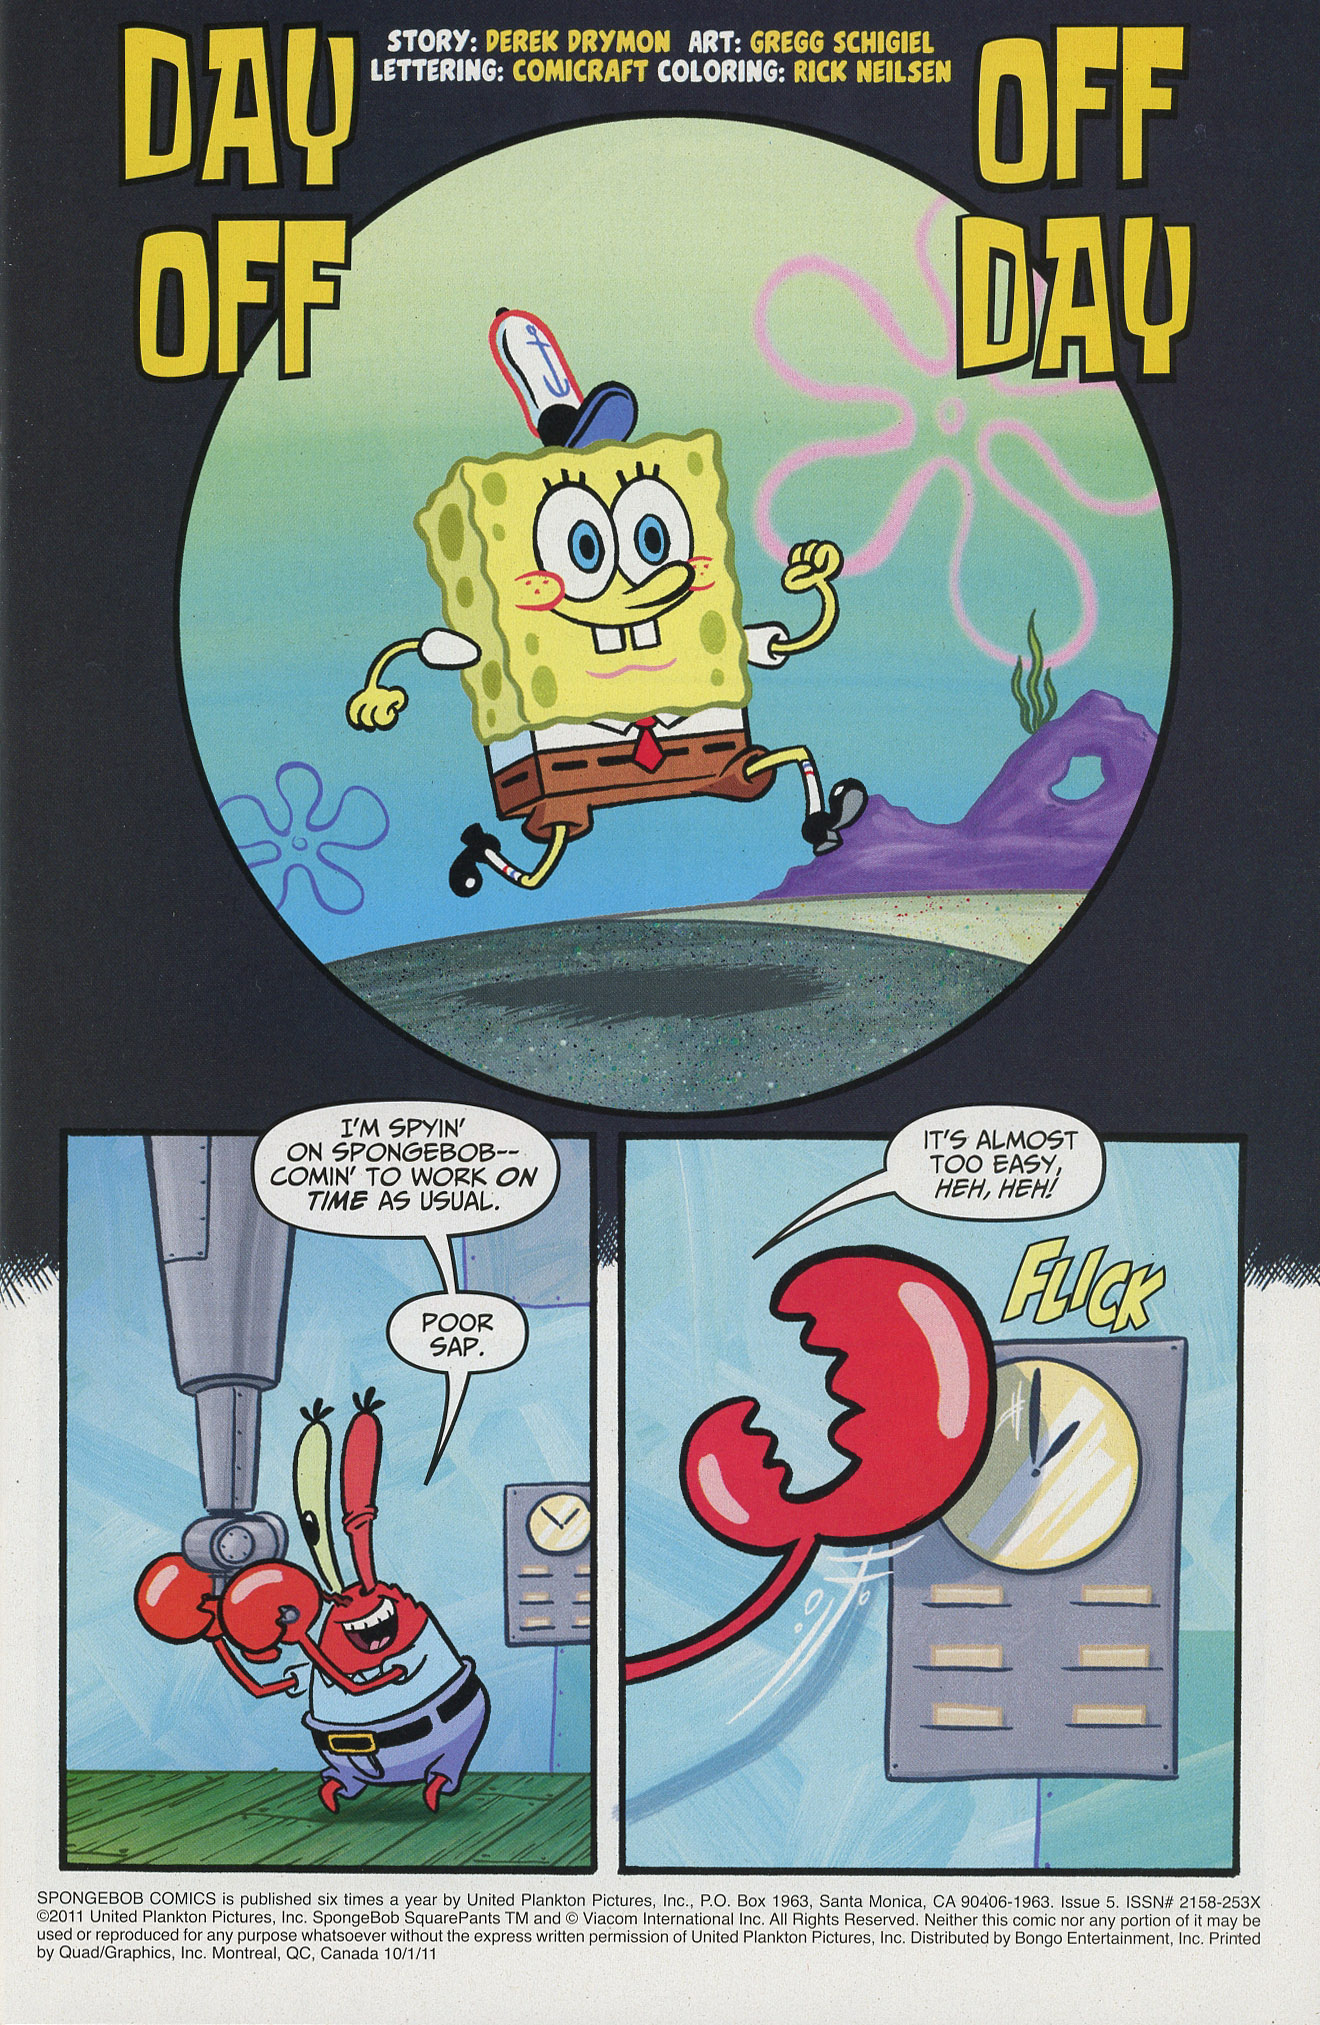 DAY
OFF
STORY: DEREK DRYMON ART: GREGG SCHIGIEL
LETTERING: COMICRAFT COLORING: RICK NEILSEN
OFF
DAY
I'M SPYIN'
ON SPONGEBOB--
COMIN' TO WORK ON
TIME AS USUAL.
POOR
SAP.
IT'S ALMOST
TOO EASY,
HEH, HEH!
FLICK
SPONGEBOB COMICS is published six times a year by United Plankton Pictures, Inc., P.O. Box 1963, Santa Monica, CA 90406-1963. Issue 5. ISSN# 2158-253X
©2011 United Plankton Pictures, Inc. SpongeBob SquarePants TM and © Viacom International Inc. All Rights Reserved. Neither this comic nor any portion of it may be
used or reproduced for any purpose whatsoever without the express written permission of United Plankton Pictures, Inc. Distributed by Bongo Entertainment, Inc. Printed
by Quad/Graphics, Inc. Montreal, QC, Canada 10/1/11